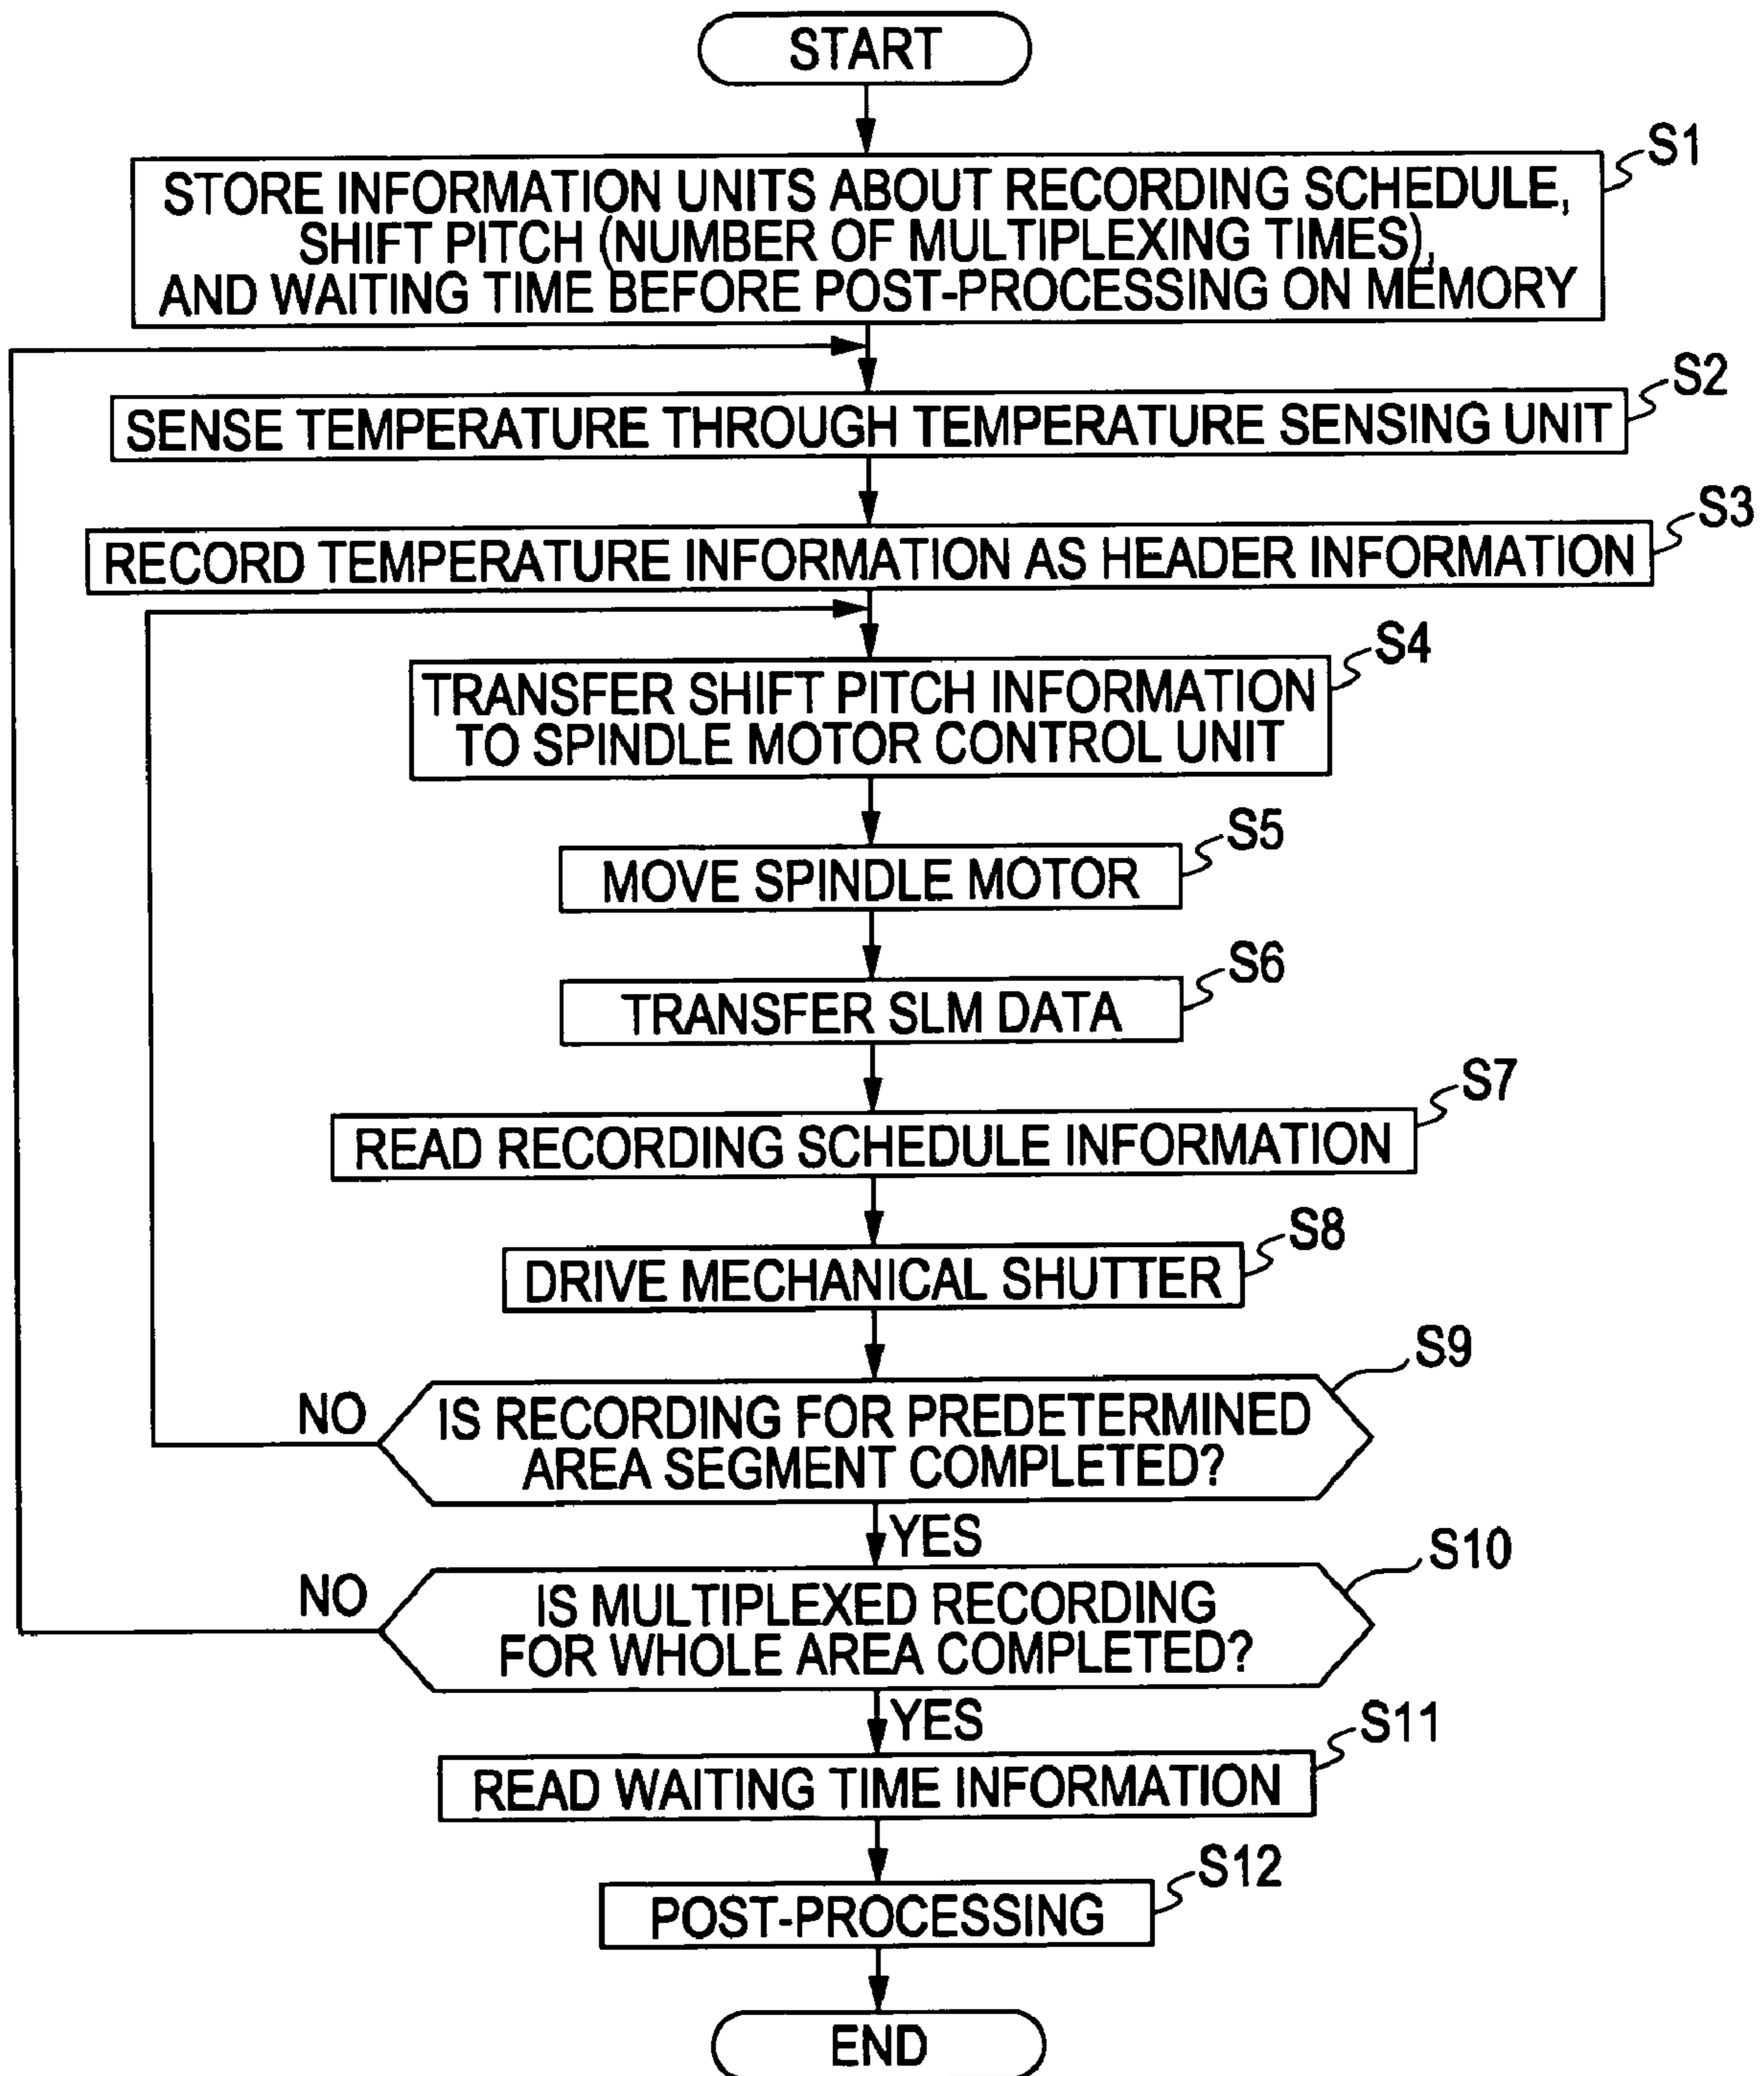 START
S1
STORE INFORMATION UNITS ABOUT RECORDING SCHEDULE,
SHIFT PITCH (NUMBER OF MULTIPLEXING TIMES),
AND WAITING TIME BEFORE POST-PROCESSING ON MEMORY
S2
SENSE TEMPERATURE THROUGH TEMPERATURE SENSING UNIT
S3
RECORD TEMPERATURE INFORMATION AS HEADER INFORMATION
S4
TRANSFER SHIFT PITCH INFORMATION
TO SPINDLE MOTOR CONTROL UNIT
S5
MOVE SPINDLE MOTOR
S6
TRANSFER SLM DATA
S7
READ RECORDING SCHEDULE INFORMATION
S8
DRIVE MECHANICAL SHUTTER
S9
NO
IS RECORDING FOR PREDETERMINED
AREA SEGMENT COMPLETED?
YES
S10
NO
IS MULTIPLEXED RECORDING
FOR WHOLE AREA COMPLETED?
YES
S11
READ WAITING TIME INFORMATION
S12
POST-PROCESSING
END